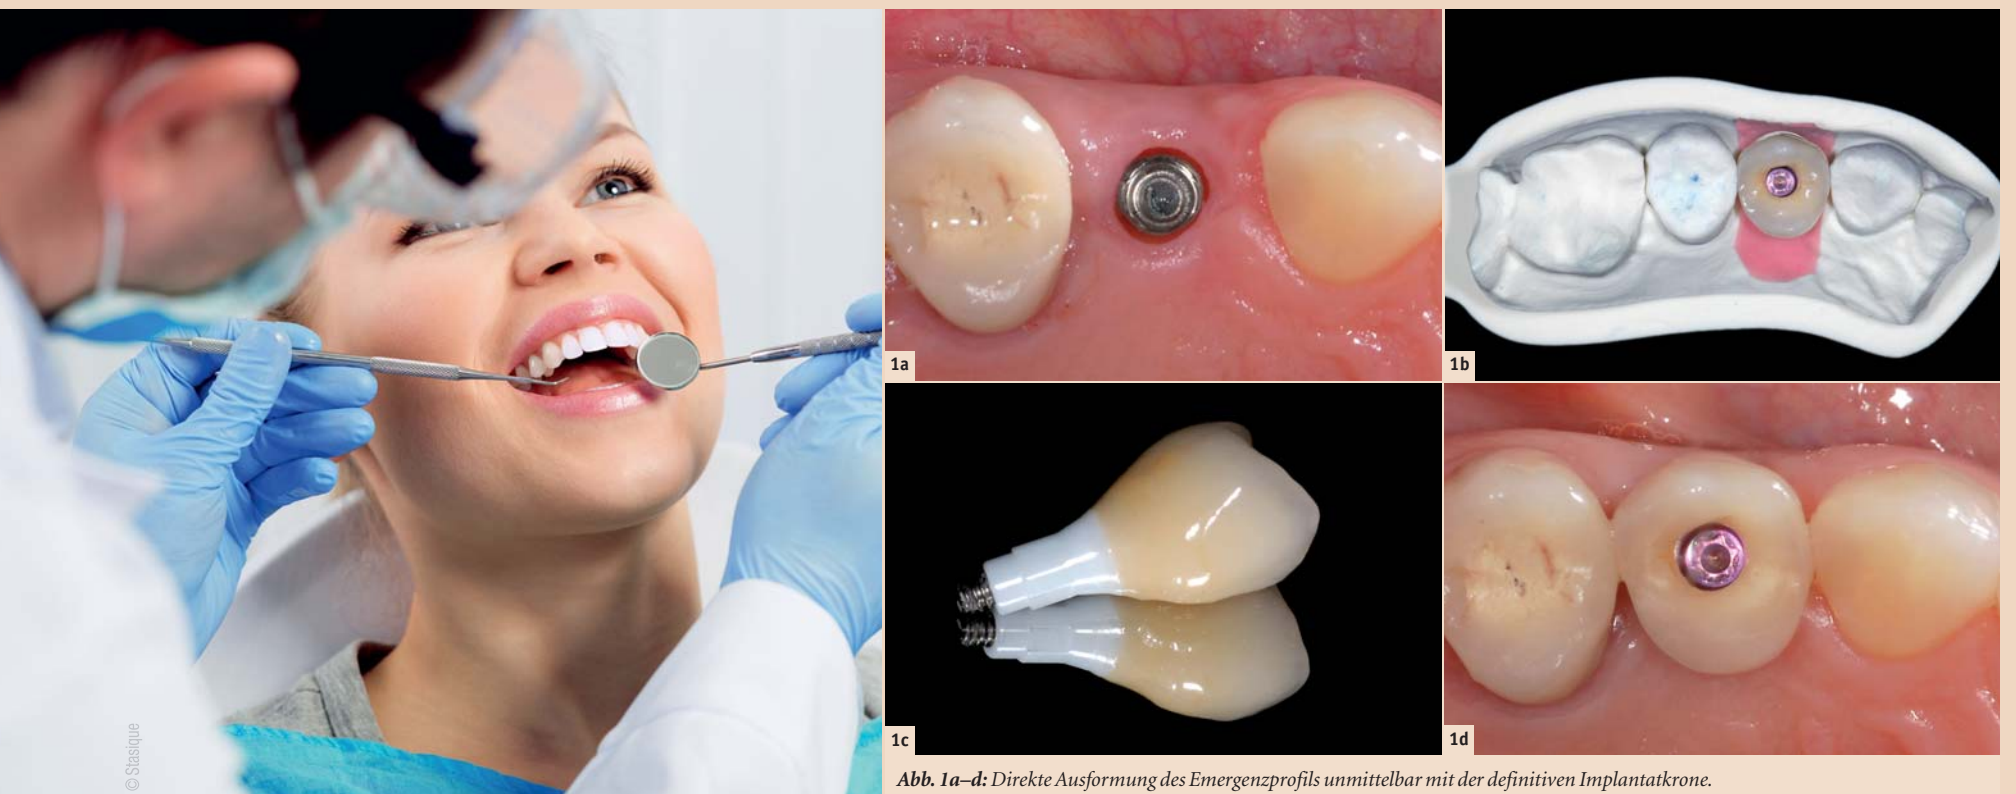 © Stasique
1a
1b
1c
1d
Abb. 1a–d: Direkte Ausformung des Emergenzprofils unmittelbar mit der definitiven Implantatkrone.